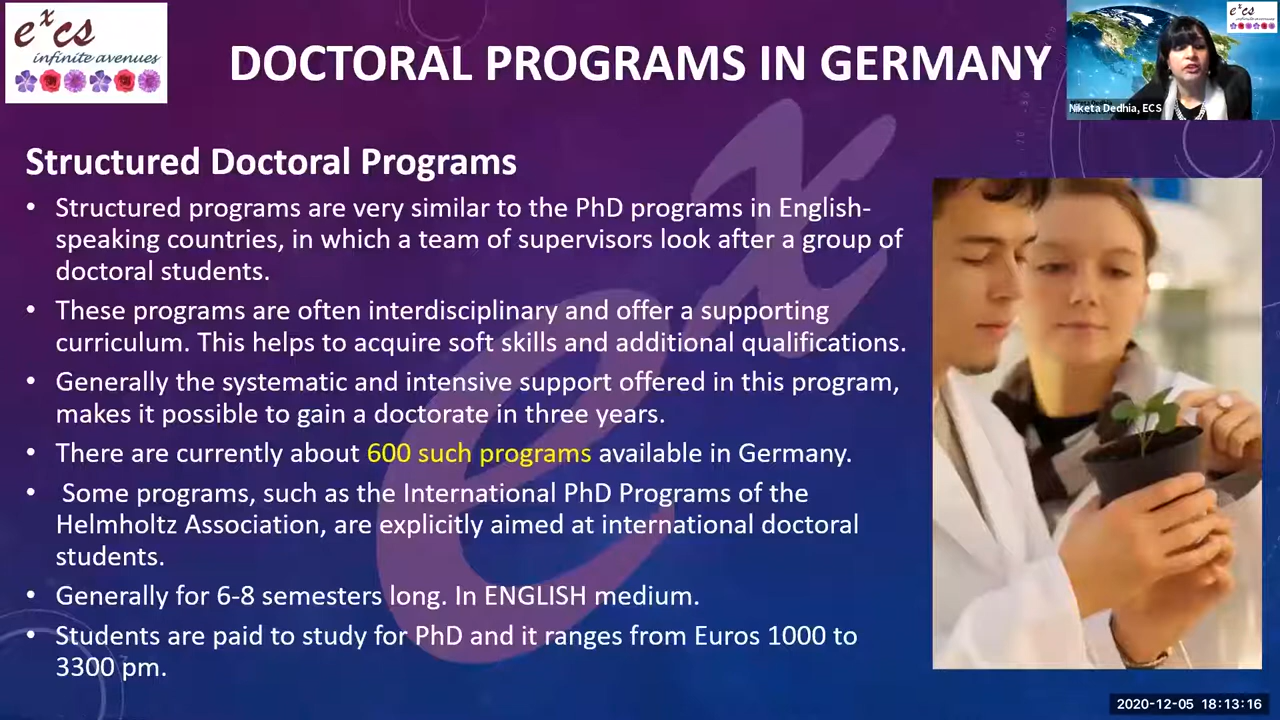 excs
infinite avenues
DOCTORAL PROGRAMS IN GERMANY
excs
Niketa Dedhia, ECS
Structured Doctoral Programs
• Structured programs are very similar to the PhD programs in English-
speaking countries, in which a team of supervisors look after a group of
doctoral students.
• These programs are often interdisciplinary and offer a supporting
curriculum. This helps to acquire soft skills and additional qualifications.
• Generally the systematic and intensive support offered in this program,
makes it possible to gain a doctorate in three years.
• There are currently about 600 such programs available in Germany.
• Some programs, such as the International PhD Programs of the
Helmholtz Association, are explicitly aimed at international doctoral
students.
• Generally for 6-8 semesters long. In ENGLISH medium.
• Students are paid to study for PhD and it ranges from Euros 1000 to
3300 pm.
ex
2020-12-05 18:13:16